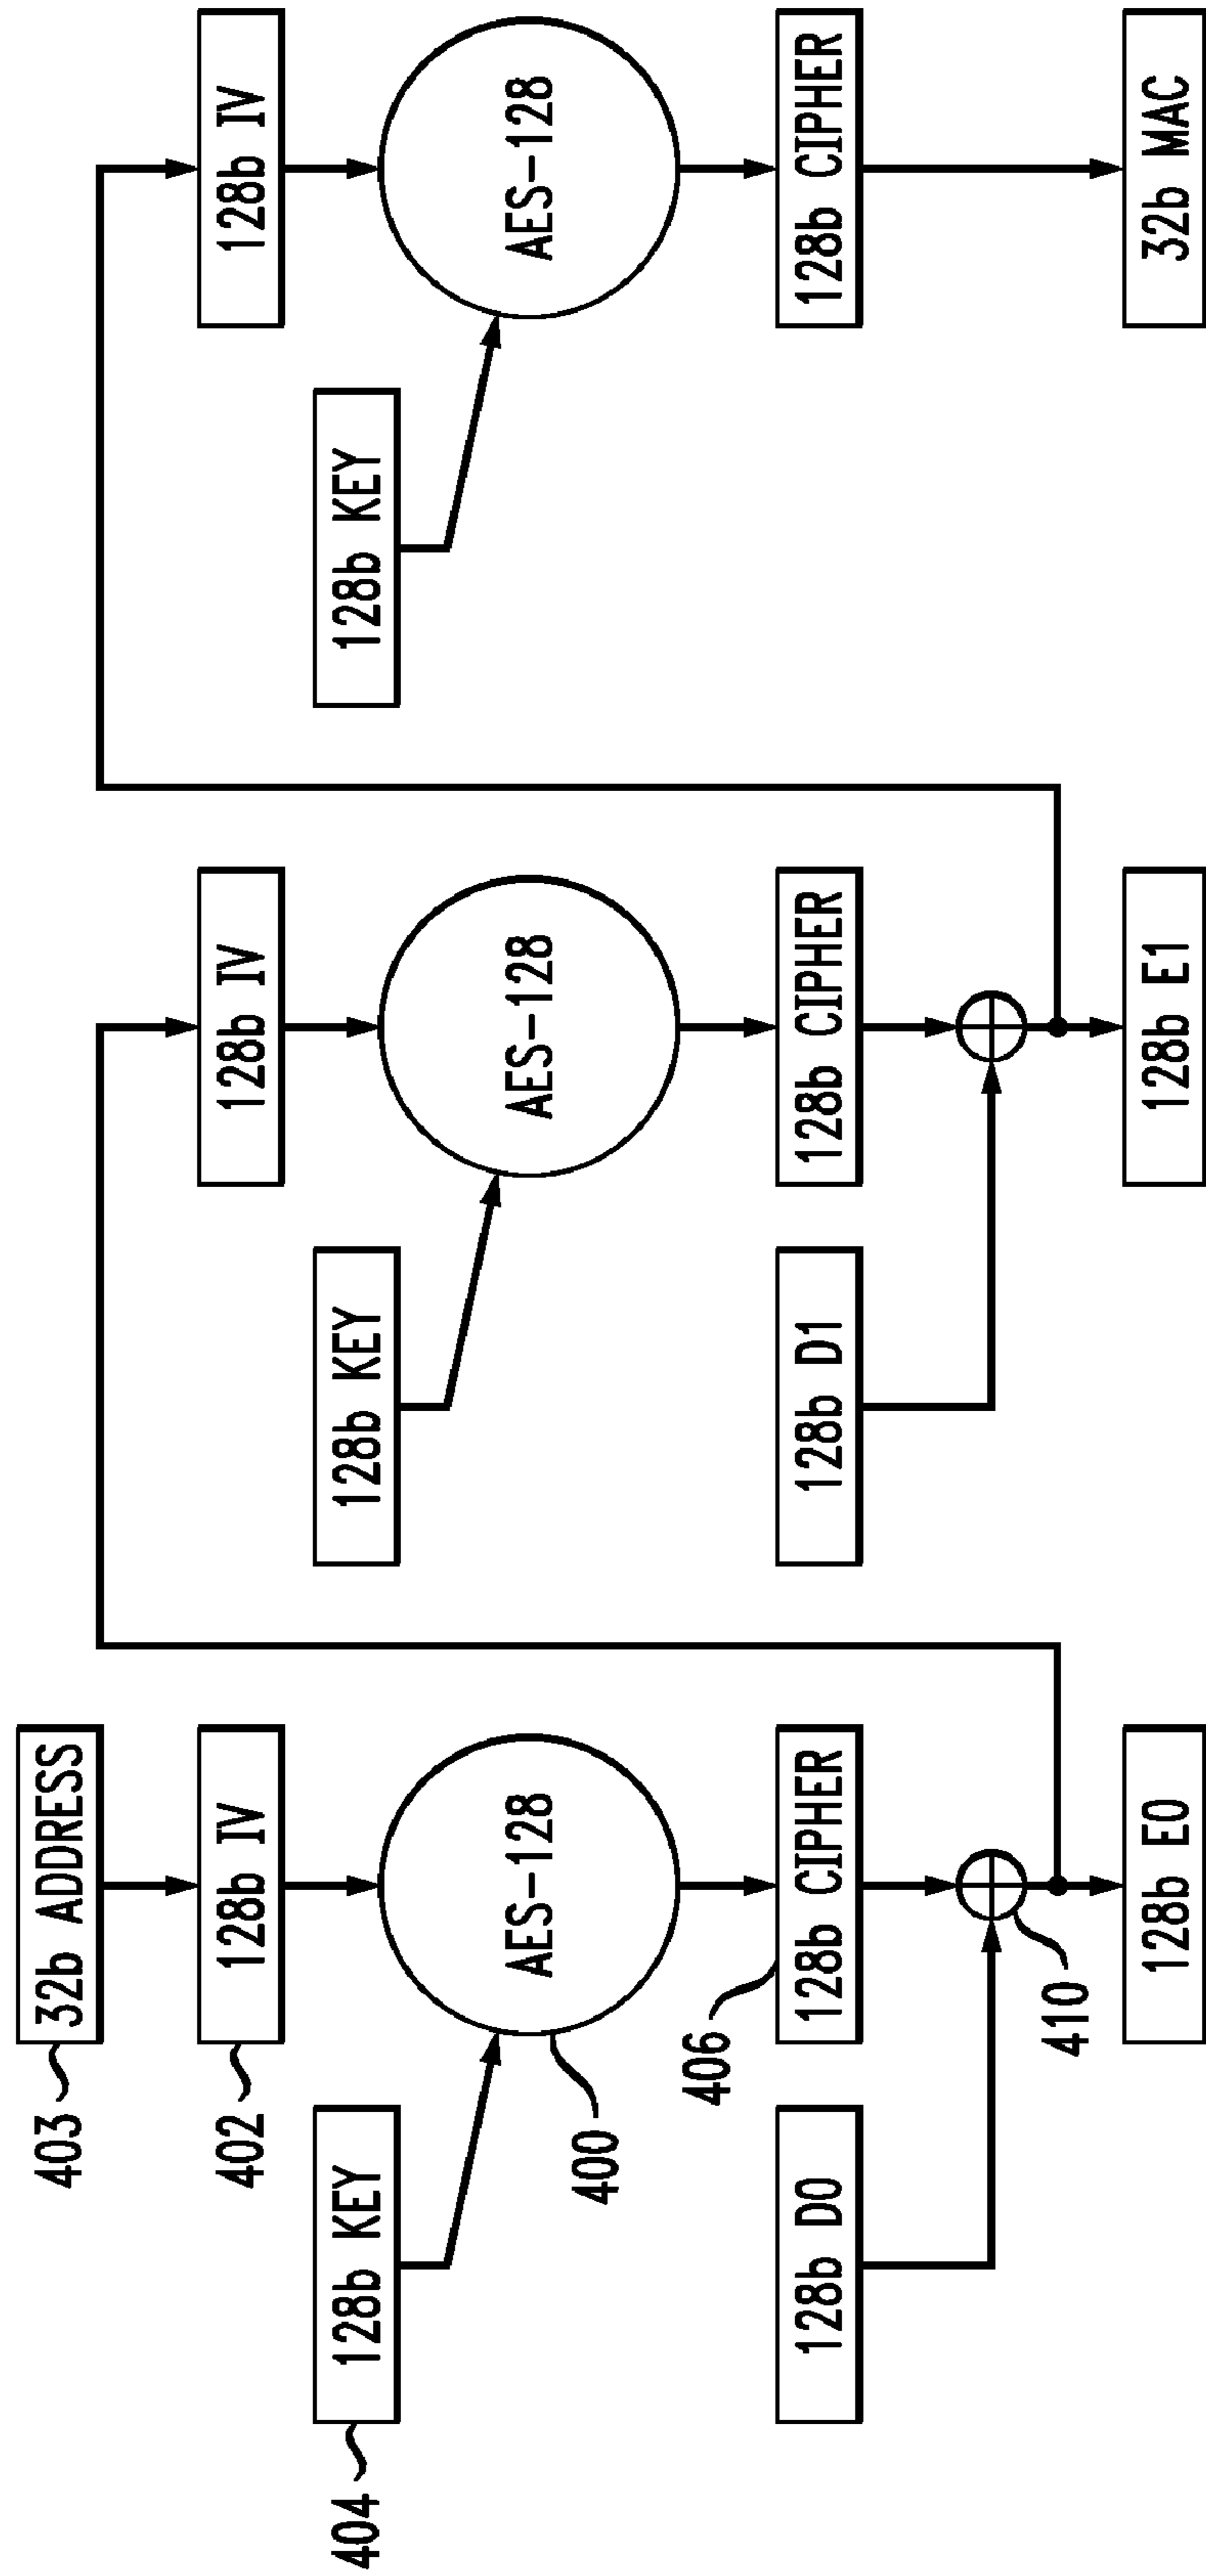 403
32b ADDRESS
402
128b IV
128b IV
128b IV
404
128b KEY
128b KEY
128b KEY
400
AES-128
AES-128
AES-128
406
128b D0
128b CIPHER
128b D1
128b CIPHER
128b CIPHER
410
128b E0
128b E1
32b MAC